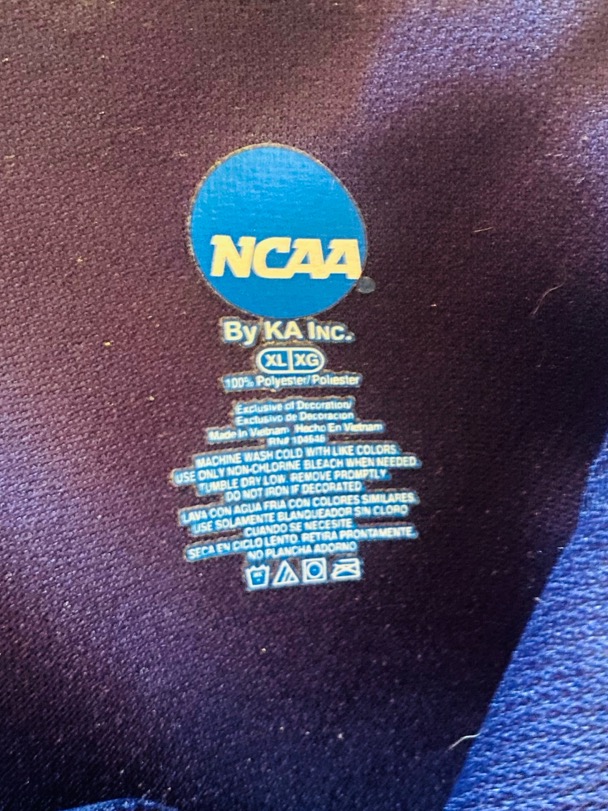 NCAA
By KA Inc.
XL XG
100% Polyester/Poliester
Exclusive of Decoration/
Exclusivo de Decoracion
Made In Vietnam Hecho En Vietnam
RN# 104646
MACHINE WASH COLD WITH LIKE COLORS.
USE ONLY NON-CHLORINE BLEACH WHEN NEEDED.
TUMBLE DRY LOW. REMOVE PROMPTLY.
DO NOT IRON IF DECORATED.
LAVA CON AGUA FRIA CON COLORES SIMILARES.
USE SOLAMENTE BLANQUEADOR SIN CLORO
CUANDO SE NECESITE.
SECA EN CICLO LENTO. RETIRA PRONTAMENTE.
NO PLANCHA ADORNO